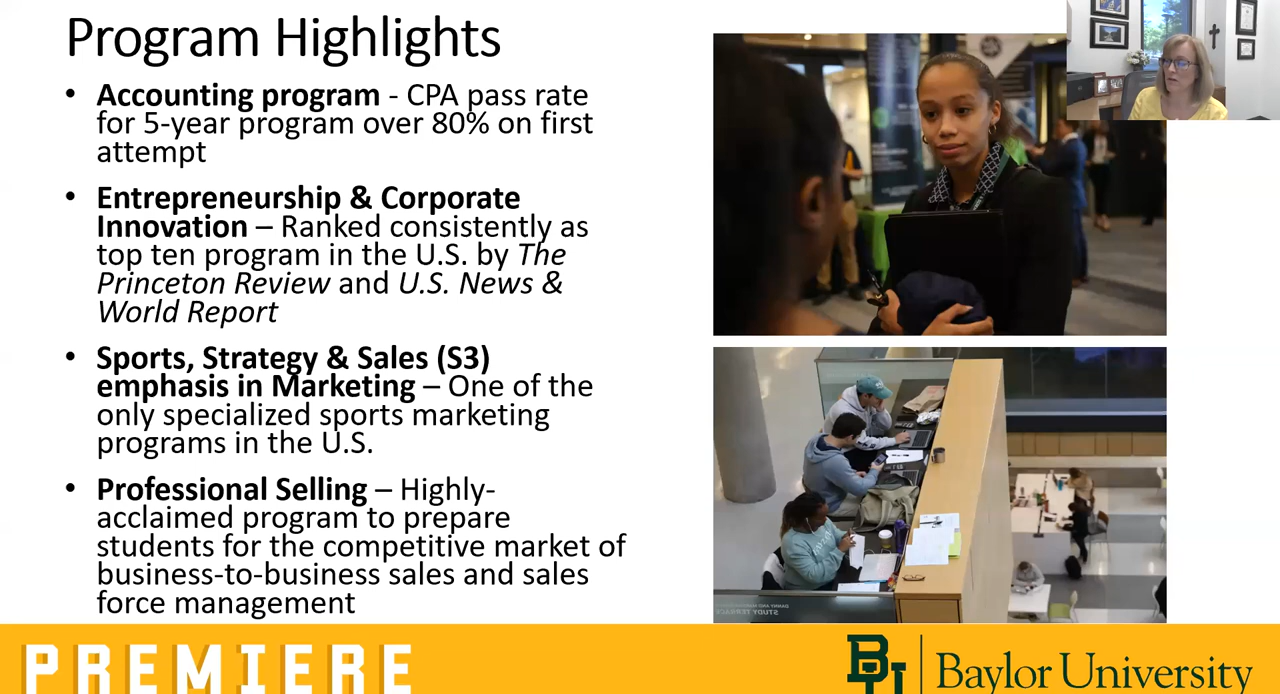 Program Highlights
• Accounting program - CPA pass rate
for 5-year program over 80% on first
attempt
• Entrepreneurship & Corporate
Innovation – Ranked consistently as
top ten program in the U.S. by The
Princeton Review and U.S. News &
World Report
• Sports, Strategy & Sales (S3)
emphasis in Marketing – One of the
only specialized sports marketing
programs in the U.S.
• Professional Selling – Highly-
acclaimed program to prepare
students for the competitive market of
business-to-business sales and sales
force management
STUDY TERRACE
PREMIERE
BU
Baylor University